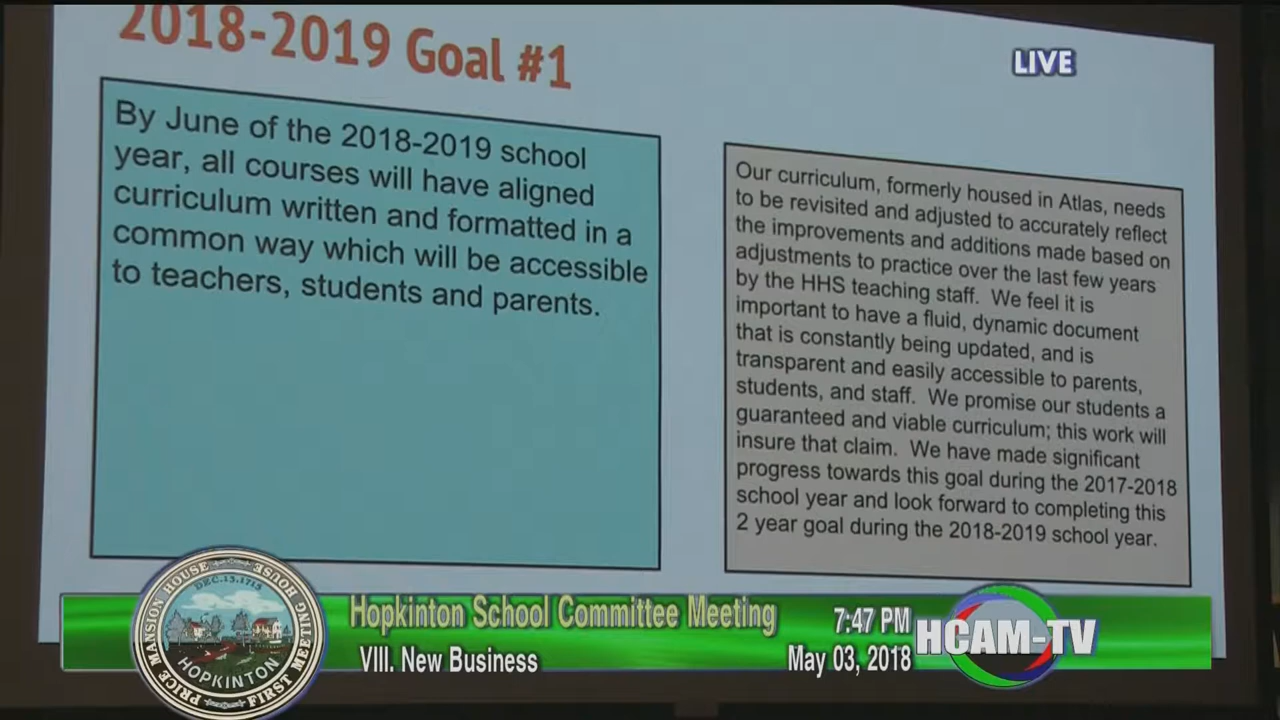 2018-2019 Goal #1
LIVE
By June of the 2018-2019 school
year, all courses will have aligned
curriculum written and formatted in a
common way which will be accessible
to teachers, students and parents.
Our curriculum, formerly housed in Atlas, needs
to be revisited and adjusted to accurately reflect
the improvements and additions made based on
adjustments to practice over the last few years
by the HHS teaching staff. We feel it is
important to have a fluid, dynamic document
that is constantly being updated, and is
transparent and easily accessible to parents,
students, and staff. We promise our students a
guaranteed and viable curriculum; this work will
insure that claim. We have made significant
progress towards this goal during the 2017-2018
school year and look forward to completing this
2 year goal during the 2018-2019 school year.
PRICE MANSION HOUSE
FIRST MEETING HOUSE
DEC.13.1715
HOPKINTON
Hopkinton School Committee Meeting
VIII. New Business
7:47 PM
May 03, 2018
HCAM-TV